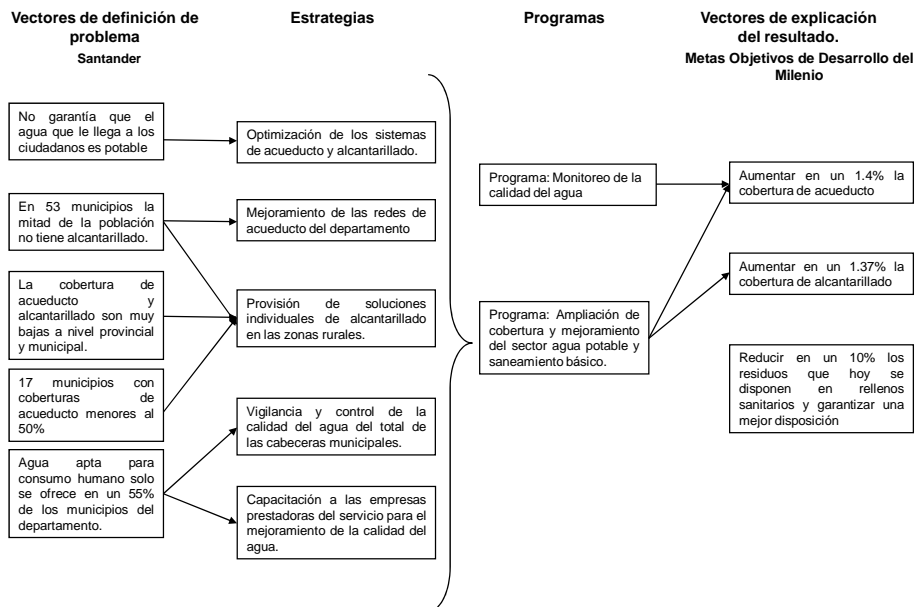 Vectores de definición de
problema
Santander
Estrategias
Programas
Vectores de explicación
del resultado.
Metas Objetivos de Desarrollo del
Milenio
No garantía que el
agua que le llega a los
ciudadanos es potable
En 53 municipios la
mitad de la población
no tiene alcantarillado.
La cobertura de
acueducto y
alcantarillado son muy
bajas a nivel provincial
y municipal.
17 municipios con
coberturas de
acueducto menores al
50%
Agua apta para
consumo humano solo
se ofrece en un 55%
de los municipios del
departamento.
Optimización de los sistemas
de acueducto y alcantarillado.
Mejoramiento de las redes de
acueducto del departamento
Provisión de soluciones
individuales de alcantarillado
en las zonas rurales.
Vigilancia y control de la
calidad del agua del total de
las cabeceras municipales.
Capacitación a las empresas
prestadoras del servicio para el
mejoramiento de la calidad del
agua.
Programa: Monitoreo de la
calidad del agua
Programa: Ampliación de
cobertura y mejoramiento
del sector agua potable y
saneamiento básico.
Aumentar en un 1.4% la
cobertura de acueducto
Aumentar en un 1.37% la
cobertura de alcantarillado
Reducir en un 10% los
residuos que hoy se
disponen en rellenos
sanitarios y garantizar una
mejor disposición